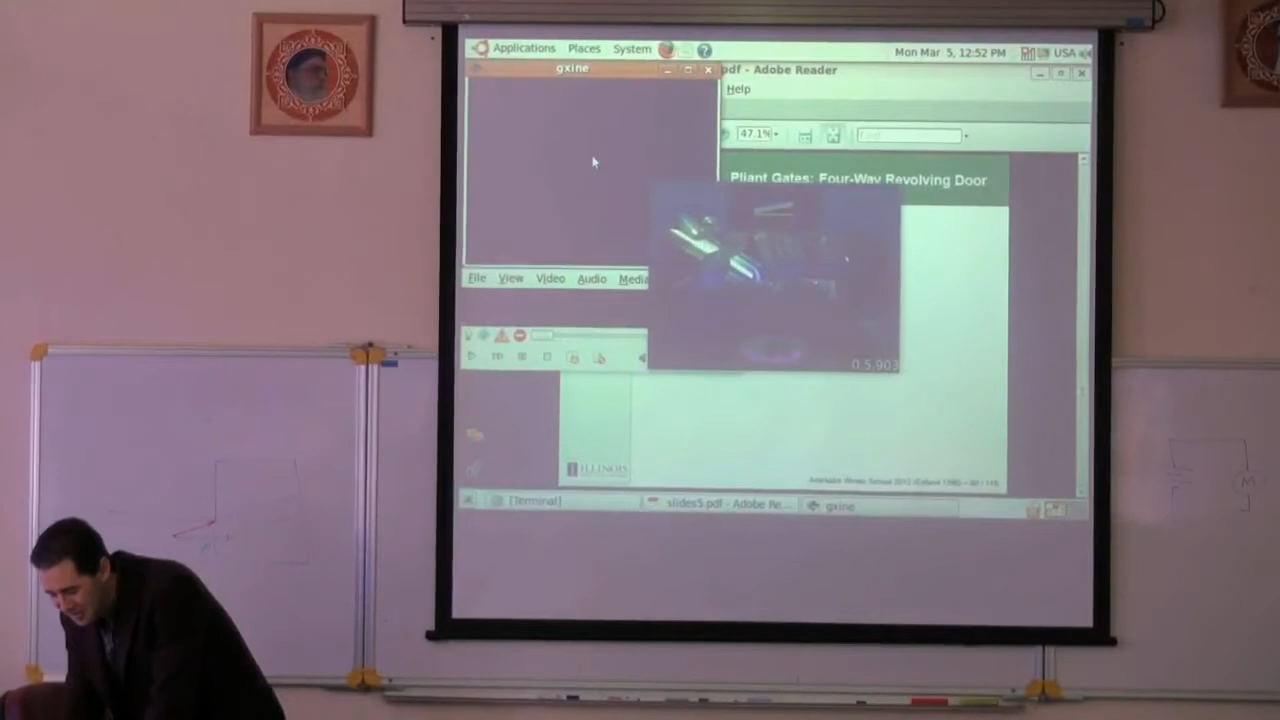 Applications Places System
Mon Mar 5, 12:52 PM
USA
gxine
pdf - Adobe Reader
Help
47.1%
Pliant Gates: Four-Way Revolving Door
File View Video Audio Media
0.5.903
ILLINOIS
[Terminal]
slides5.pdf - Adobe Re...
gxine
M